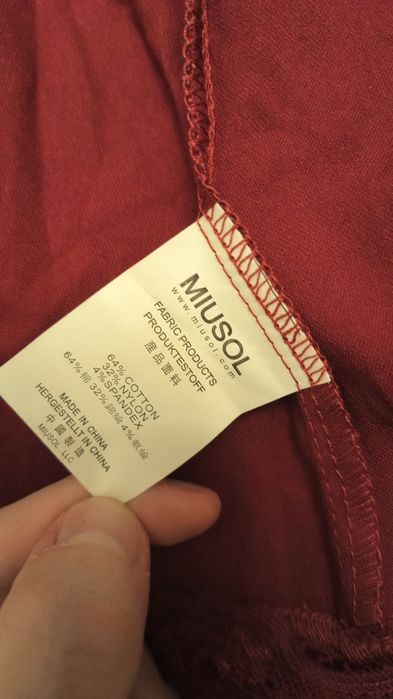 MIUSOL
www.miusol.com
FABRIC PRODUCTS
PRODUKTESTOFF
産品面料
64%COTTON
32%NYLON
4%SPANDEX
64%棉 32%錦綸 4%氨綸
MADE IN CHINA
HERGESTELLT IN CHINA
中國製造
MIUSOL, LLC